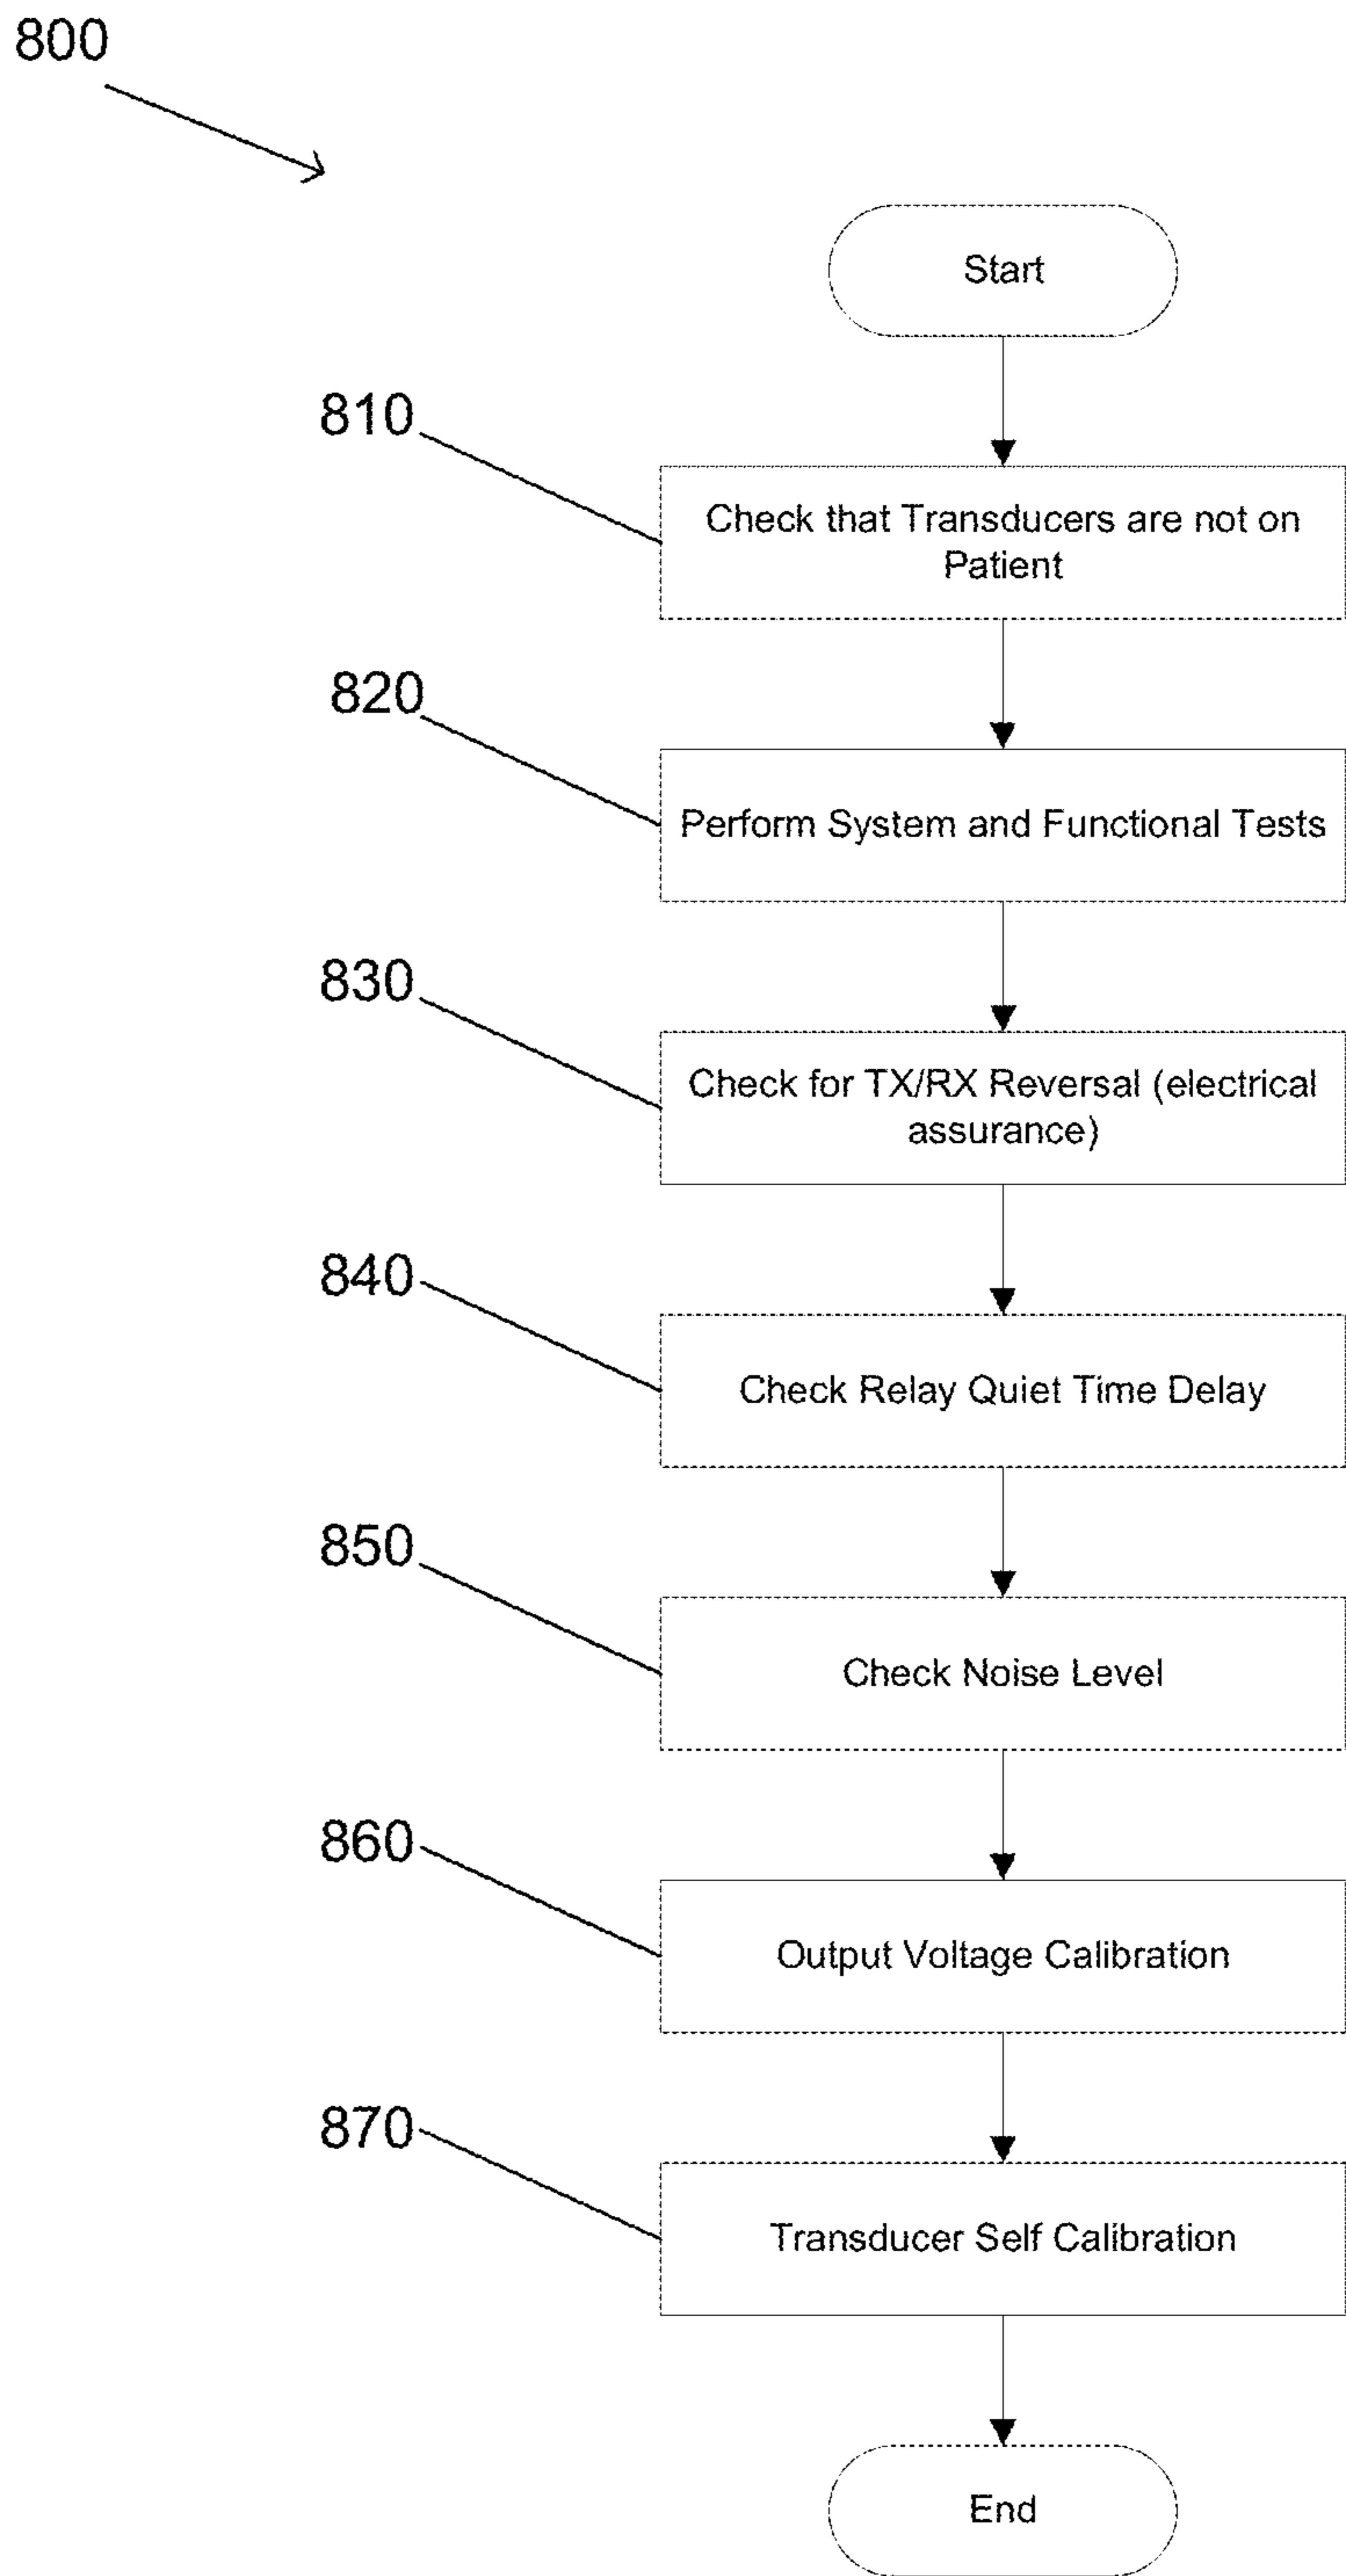 800
Start
810
Check that Transducers are not on
Patient
820
Perform System and Functional Tests
830
Check for TX/RX Reversal (electrical
assurance)
840
Check Relay Quiet Time Delay
850
Check Noise Level
860
Output Voltage Calibration
870
Transducer Self Calibration
End